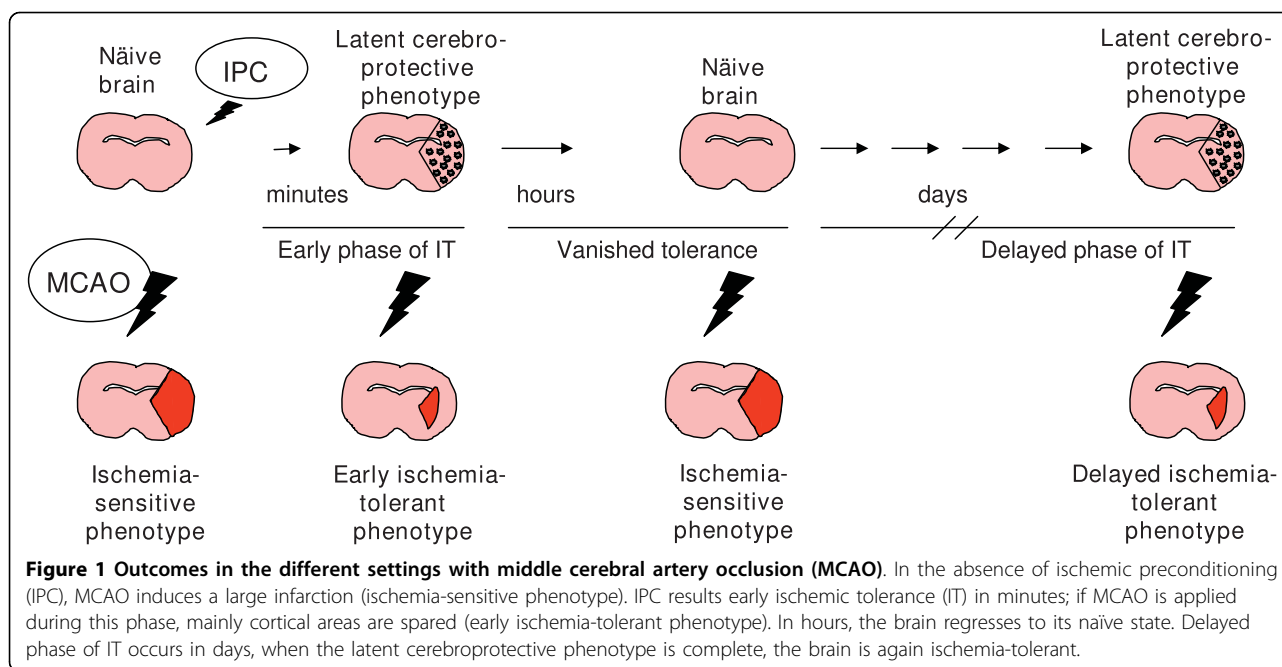 Näive
brain
IPC
Latent cerebro-
protective
phenotype
Näive
brain
Latent cerebro-
protective
phenotype
minutes
hours
days
Early phase of IT
Vanished tolerance
Delayed phase of IT
MCAO
Ischemia-
sensitive
phenotype
Early ischemia-
tolerant
phenotype
Ischemia-
sensitive
phenotype
Delayed ischemia-
tolerant
phenotype
Figure 1 Outcomes in the different settings with middle cerebral artery occlusion (MCAO). In the absence of ischemic preconditioning
(IPC), MCAO induces a large infarction (ischemia-sensitive phenotype). IPC results early ischemic tolerance (IT) in minutes; if MCAO is applied
during this phase, mainly cortical areas are spared (early ischemia-tolerant phenotype). In hours, the brain regresses to its naïve state. Delayed
phase of IT occurs in days, when the latent cerebroprotective phenotype is complete, the brain is again ischemia-tolerant.